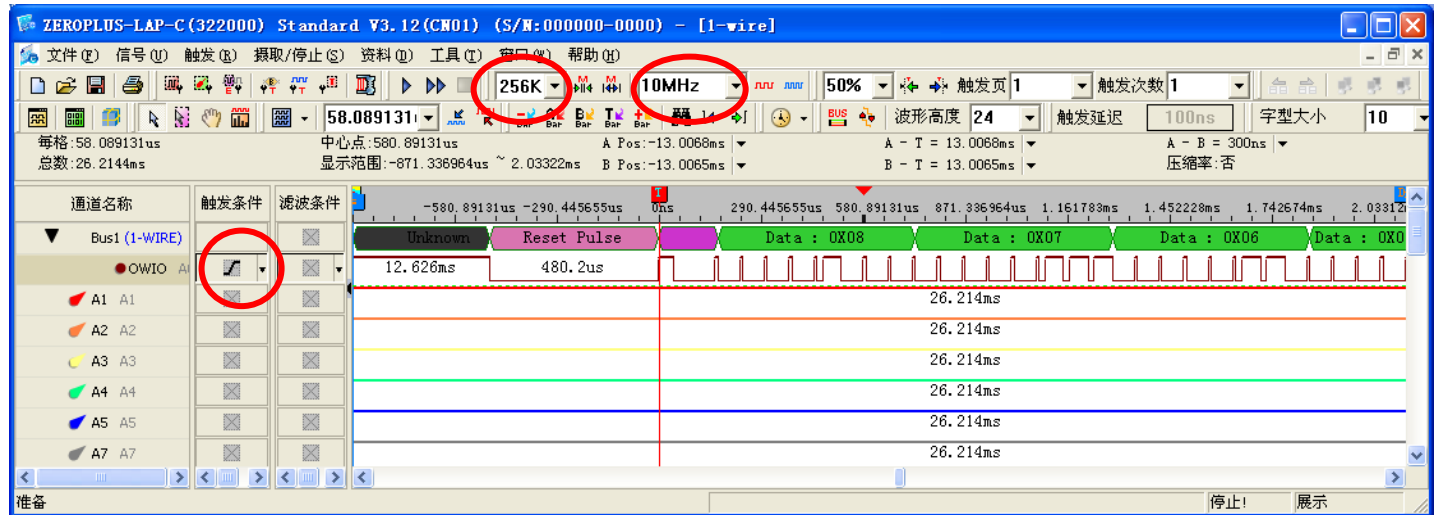 ZEROPLUS-LAP-C(322000) Standard V3.12(CN01) (S/N:000000-0000) - [1-wire]
文件(F) 信号(U) 触发(R) 摄取/停止(S) 资料(D) 工具(T) 窗口(W) 帮助(H)
256K 10MHz 50% 触发页 1 触发次数 1
58.089131 Bar Bar Bar Bar Bar BUS 波形高度 24 触发延迟 100ns 字型大小 10
每格:58.089131us 中心点:580.89131us A Pos:-13.0068ms A - T = 13.0068ms A - B = 300ns
总数:26.2144ms 显示范围:-871.336964us ~ 2.03322ms B Pos:-13.0065ms B - T = 13.0065ms 压缩率:否
通道名称 触发条件 滤波条件 -580.89131us -290.445655us 0ns 290.445655us 580.89131us 871.336964us 1.161783ms 1.452228ms 1.742674ms 2.03312
T
Bus1 (1-WIRE) Unknown Reset Pulse Data : 0X08 Data : 0X07 Data : 0X06 Data : 0X0
OWIO 12.626ms 480.2us
A1 A1 26.214ms
A2 A2 26.214ms
A3 A3 26.214ms
A4 A4 26.214ms
A5 A5 26.214ms
A7 A7 26.214ms
准备 停止! 展示